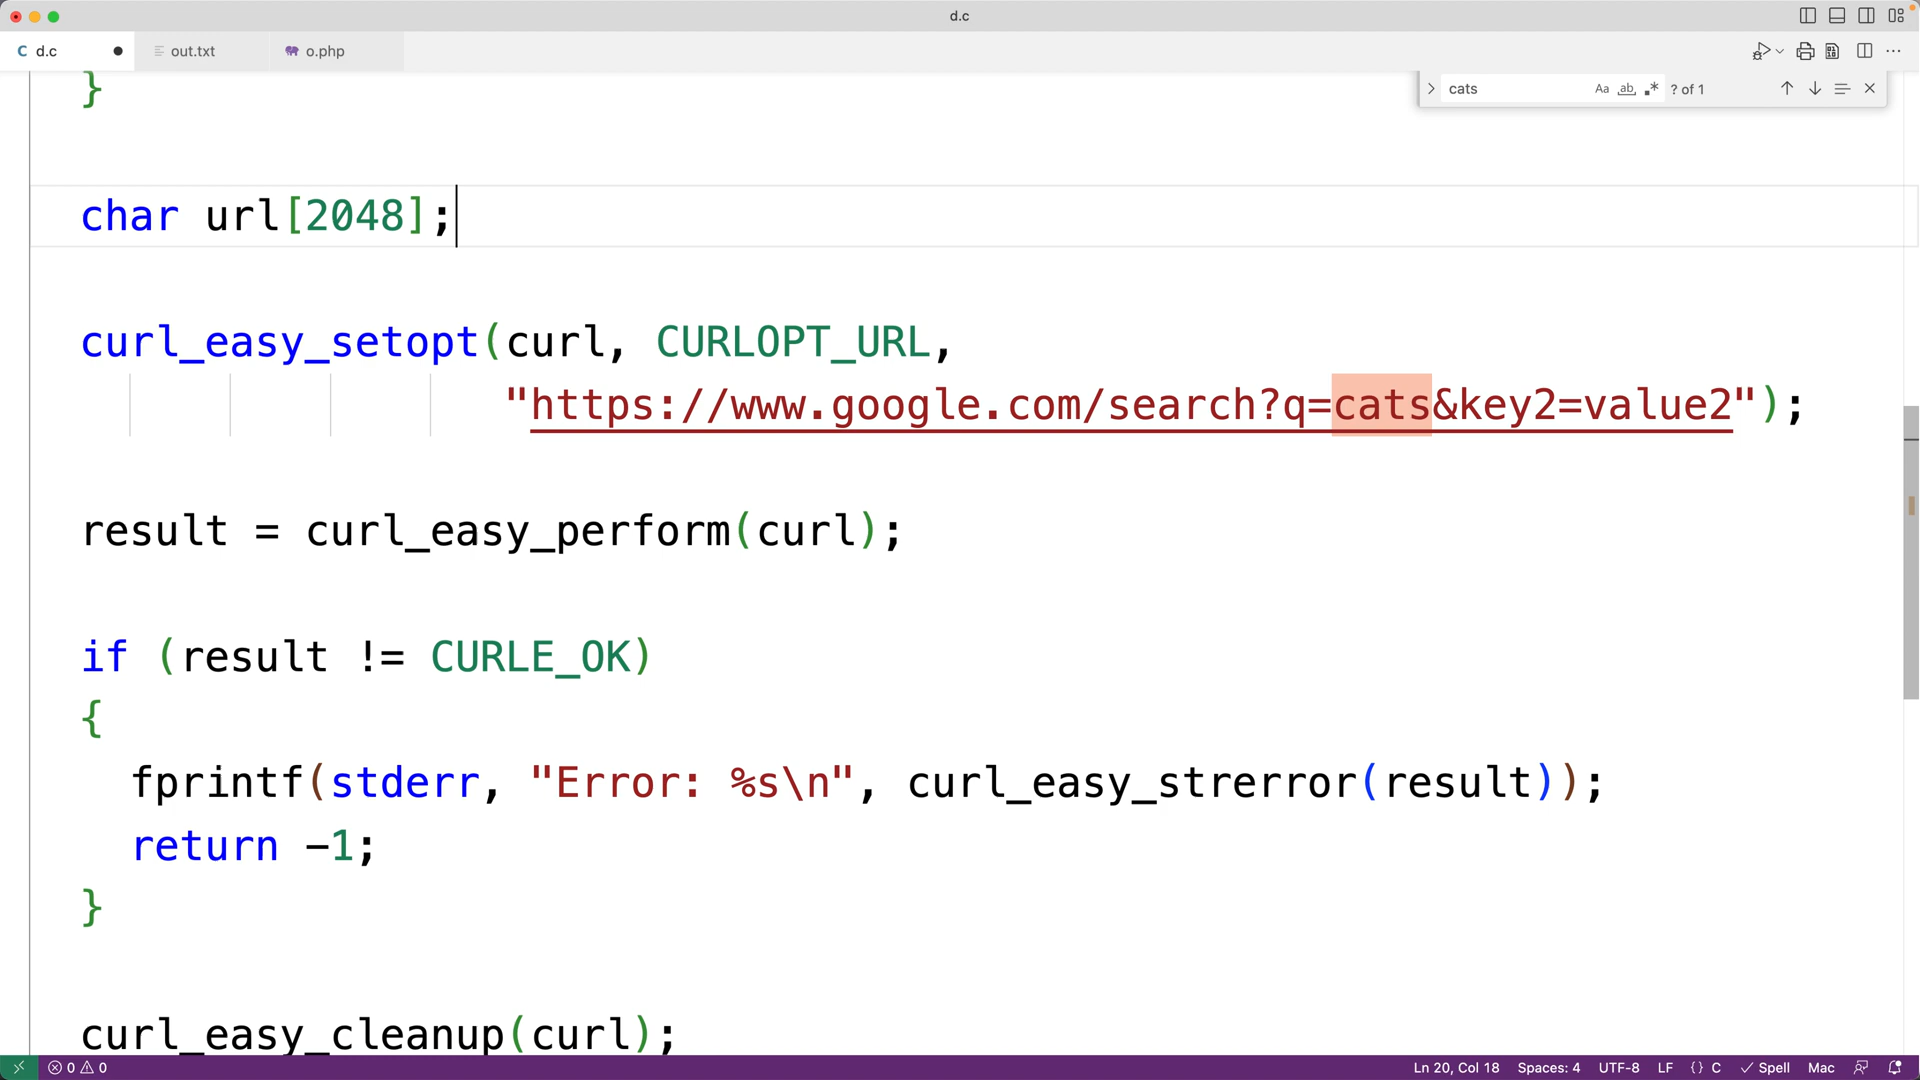 d.c
C d.c
out.txt
o.php
}
cats
Aa
ab
.*
? of 1
char url[2048];
curl_easy_setopt(curl, CURLOPT_URL,
"https://www.google.com/search?q=cats&key2=value2");
result = curl_easy_perform(curl);
if (result != CURLE_OK)
{
fprintf(stderr, "Error: %s\n", curl_easy_strerror(result));
return -1;
}
curl_easy_cleanup(curl);
0 0
Ln 20, Col 18 Spaces: 4 UTF-8 LF {} C Spell Mac